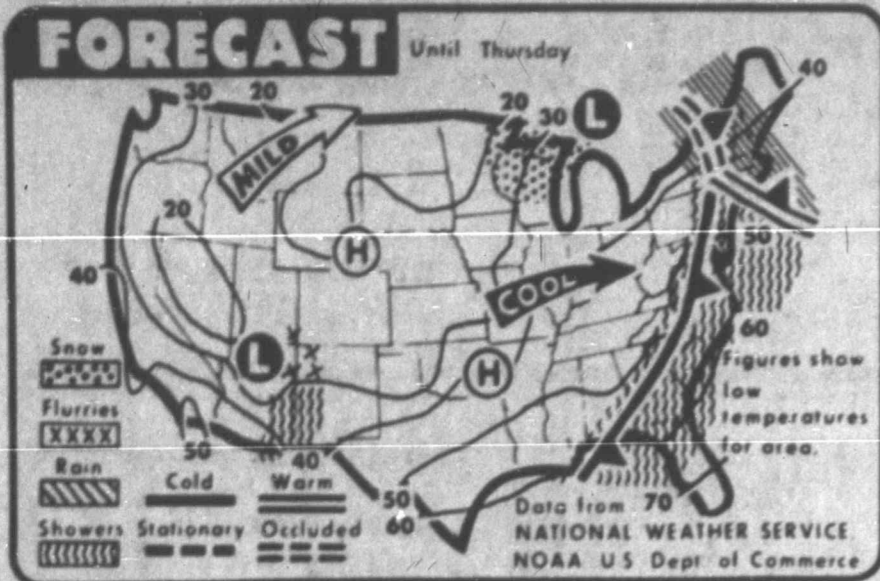 FORECAST
Until Thursday
30 20
20 30 L
40
MILD
20
H
50
40
COOL
L
H
60
Snow
Figures show
low
temperatures
for area.
Flurries
XXXX
50
40
Rain
Cold Warm
50
60
70
Showers Stationary Occluded
Data from
NATIONAL WEATHER SERVICE
NOAA U S Dept of Commerce